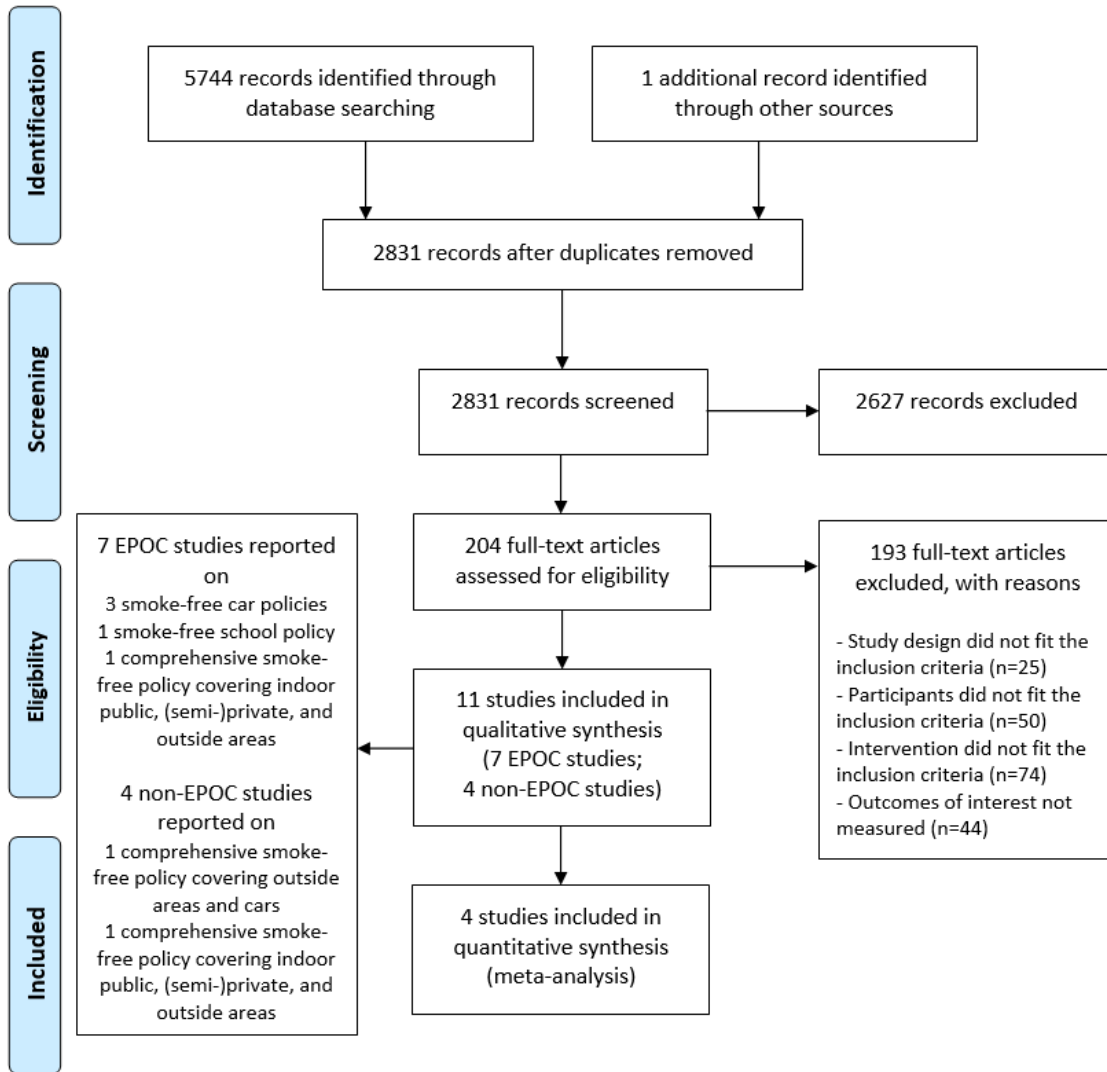 Identification
5744 records identified through
database searching
1 additional record identified
through other sources
2831 records after duplicates removed
Screening
2831 records screened
2627 records excluded
Eligibility
204 full-text articles
assessed for eligibility
193 full-text articles
excluded, with reasons
- Study design did not fit the
inclusion criteria (n=25)
- Participants did not fit the
inclusion criteria (n=50)
- Intervention did not fit the
inclusion criteria (n=74)
- Outcomes of interest not
measured (n=44)
7 EPOC studies reported
on
3 smoke-free car policies
1 smoke-free school policy
1 comprehensive smoke-
free policy covering indoor
public, (semi-)private, and
outside areas
4 non-EPOC studies
reported on
1 comprehensive smoke-
free policy covering outside
areas and cars
1 comprehensive smoke-
free policy covering indoor
public, (semi-)private, and
outside areas
11 studies included in
qualitative synthesis
(7 EPOC studies;
4 non-EPOC studies)
Included
4 studies included in
quantitative synthesis
(meta-analysis)